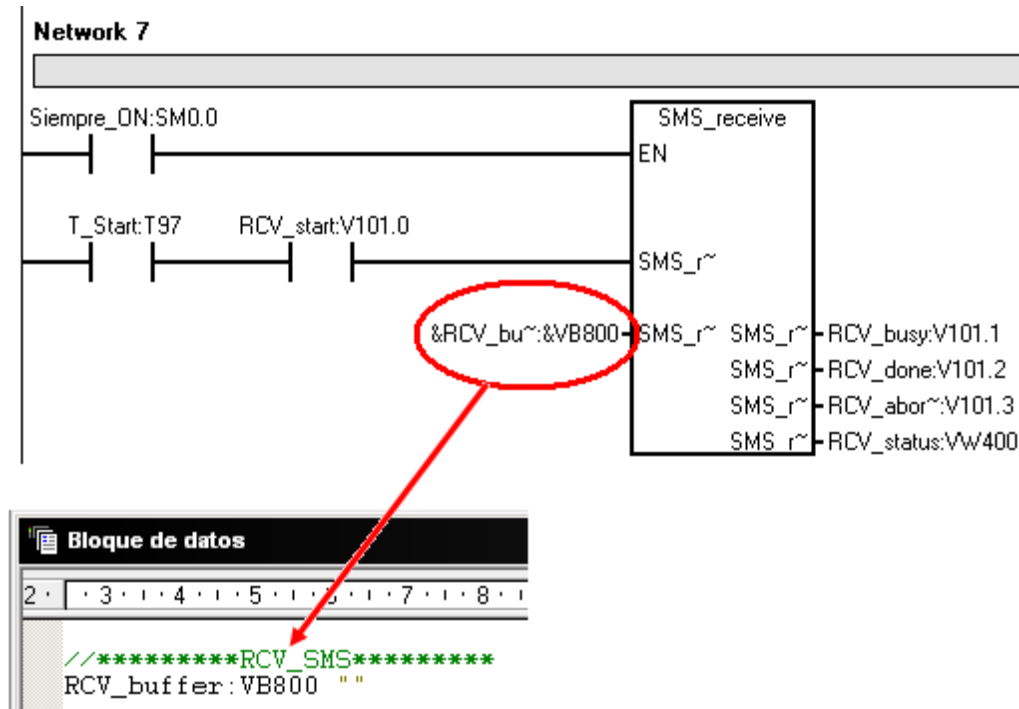 Network 7
Siempre_ON:SM0.0
SMS_receive
EN
T_Start:T97 RCV_start:V101.0
SMS_r~
&RCV_bu~:&VB800 SMS_r~ SMS_r~ RCV_busy:V101.1
SMS_r~ RCV_done:V101.2
SMS_r~ RCV_abor~:V101.3
SMS_r~ RCV_status:VW400
Bloque de datos
2 · · 3 · ı · 4 · ı · 5 · ı · 6 · ı · 7 · ı · 8 · ı
//*********RCV_SMS*********
RCV_buffer:VB800 ""